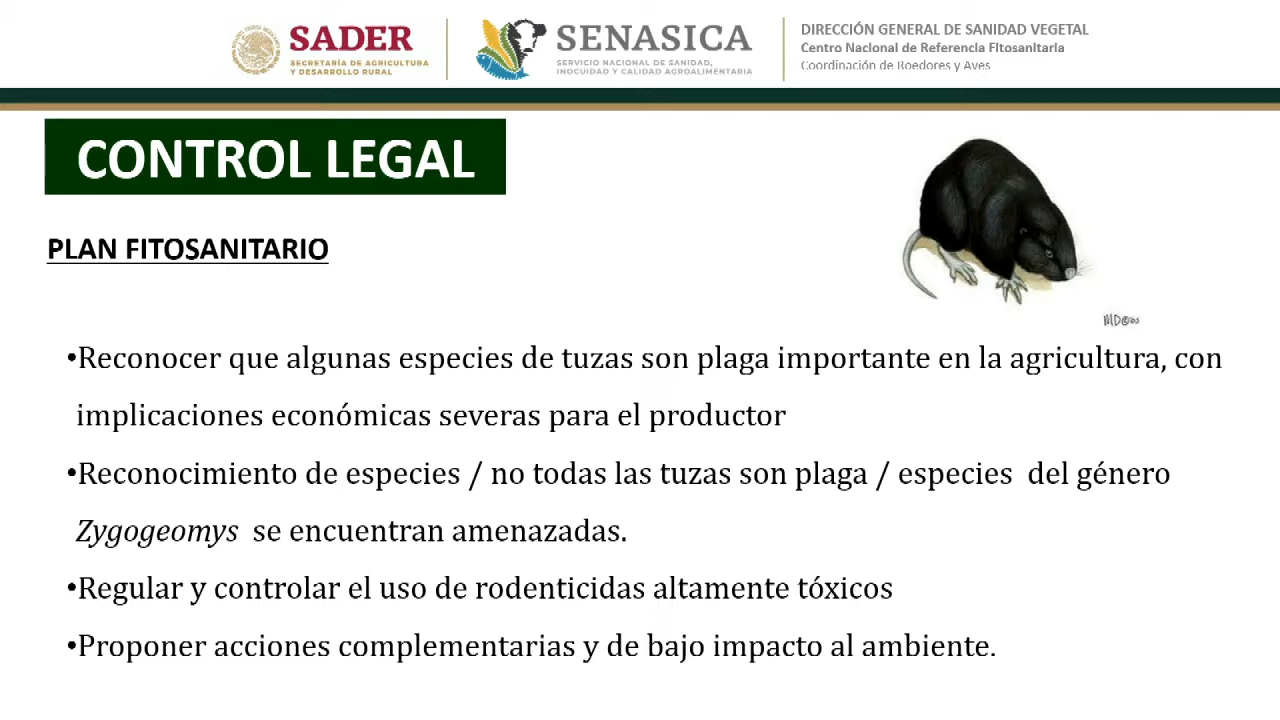 SADER
SECRETARÍA DE AGRICULTURA
Y DESARROLLO RURAL
SENASICA
SERVICIO NACIONAL DE SANIDAD,
INOCUIDAD Y CALIDAD AGROALIMENTARIA
DIRECCIÓN GENERAL DE SANIDAD VEGETAL
Centro Nacional de Referencia Fitosanitaria
Coordinación de Roedores y Aves
CONTROL LEGAL
PLAN FITOSANITARIO
•Reconocer que algunas especies de tuzas son plaga importante en la agricultura, con
implicaciones económicas severas para el productor
•Reconocimiento de especies / no todas las tuzas son plaga / especies del género
Zygogeomys se encuentran amenazadas.
•Regular y controlar el uso de rodenticidas altamente tóxicos
•Proponer acciones complementarias y de bajo impacto al ambiente.